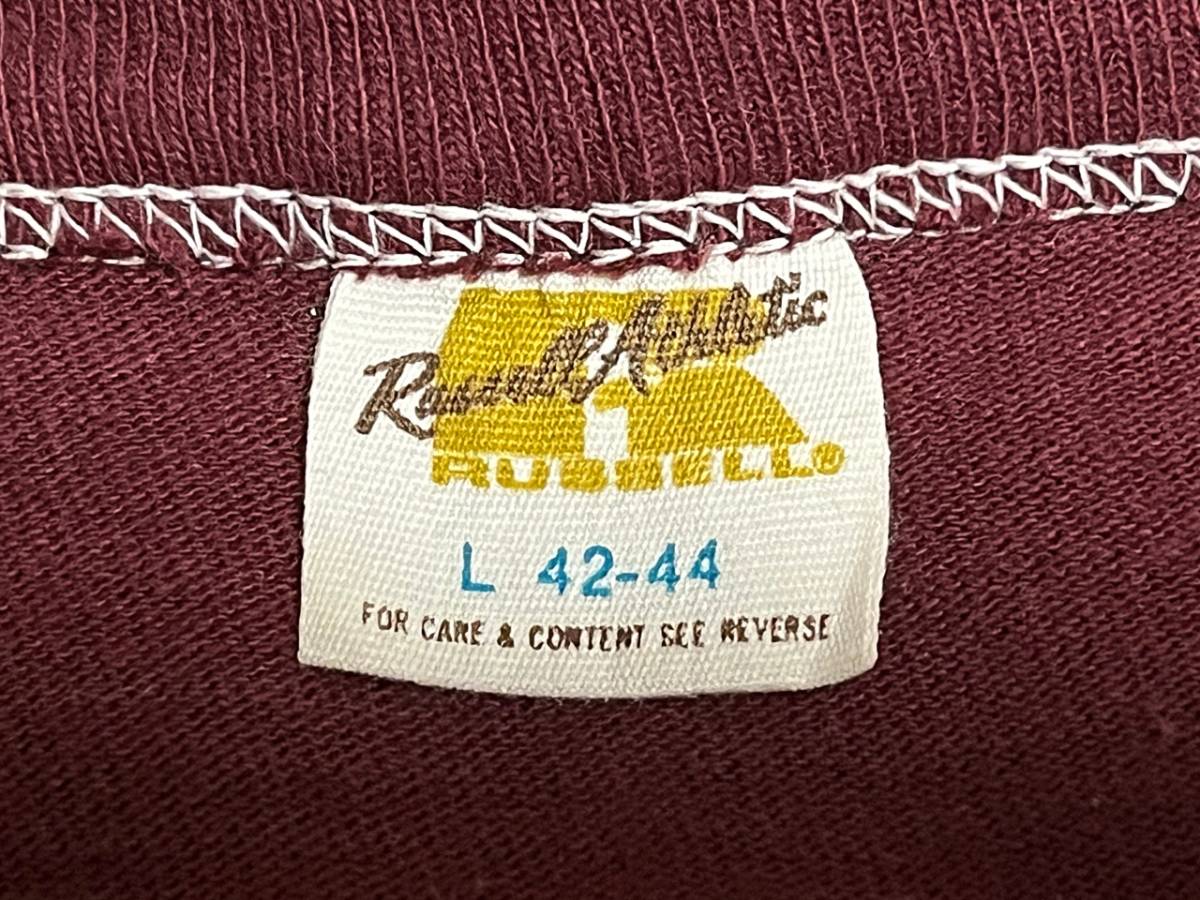 Russell Athletic
RUSSELL®
L 42-44
FOR CARE & CONTENT SEE REVERSE